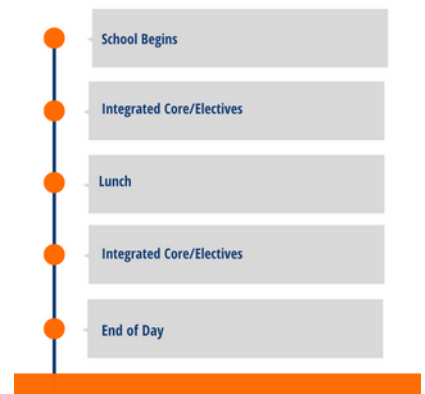 School Begins
Integrated Core/Electives
Lunch
Integrated Core/Electives
End of Day